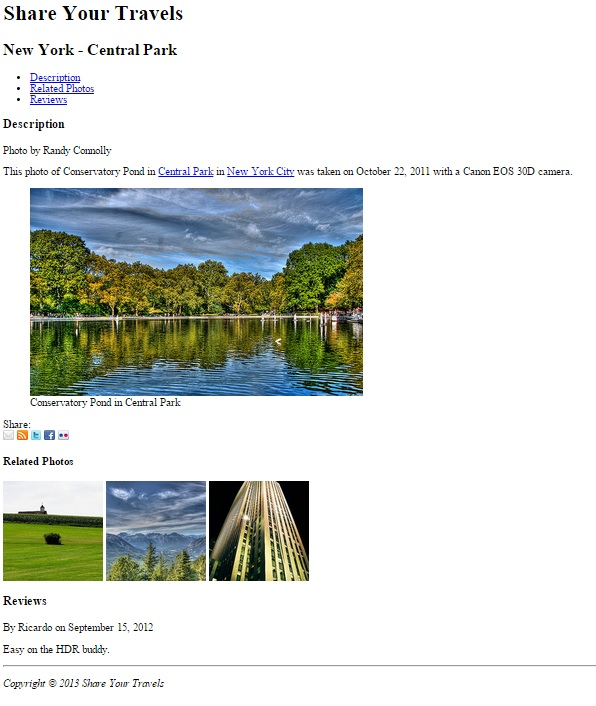 Share Your Travels
New York - Central Park
Description
Related Photos
Reviews
Description
Photo by Randy Connolly
This photo of Conservatory Pond in Central Park in New York City was taken on October 22, 2011 with a Canon EOS 30D camera.
Conservatory Pond in Central Park
Share:
Related Photos
Reviews
By Ricardo on September 15, 2012
Easy on the HDR buddy.
Copyright © 2013 Share Your Travels